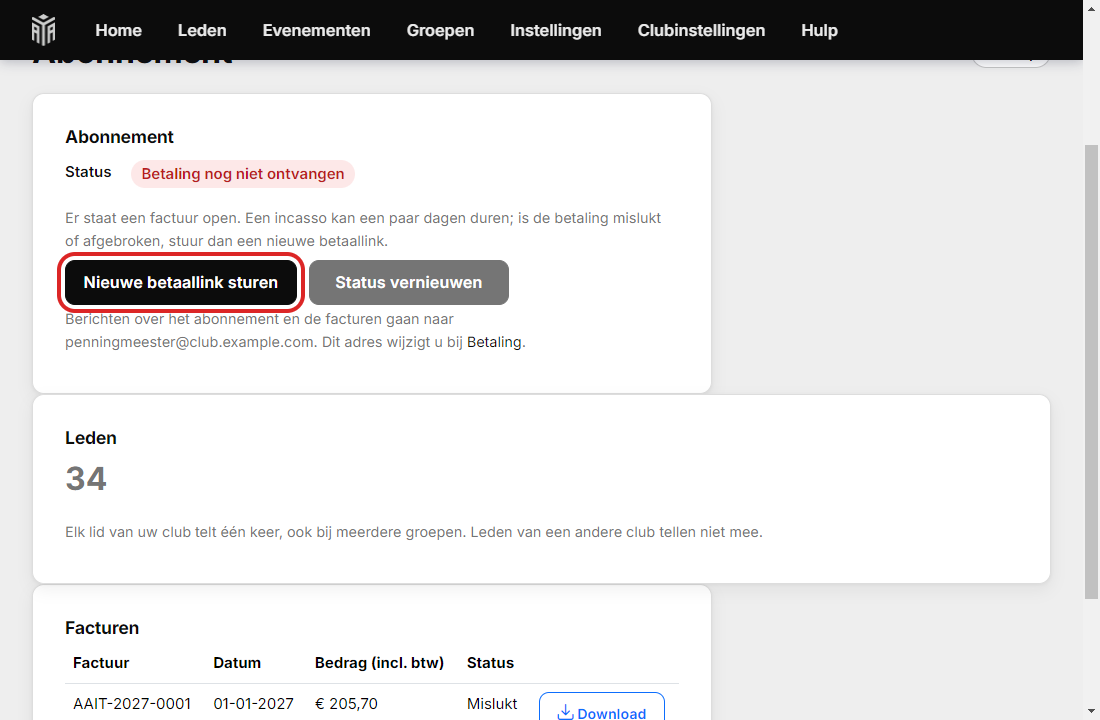 Home Leden Evenementen Groepen Instellingen Clubinstellingen Hulp
Abonnement
Abonnement
Status Betaling nog niet ontvangen
Er staat een factuur open. Een incasso kan een paar dagen duren; is de betaling mislukt
of afgebroken, stuur dan een nieuwe betaallink.
Nieuwe betaallink sturen Status vernieuwen
Berichten over het abonnement en de facturen gaan naar
penningmeester@club.example.com. Dit adres wijzigt u bij Betaling.
Leden
34
Elk lid van uw club telt één keer, ook bij meerdere groepen. Leden van een andere club tellen niet mee.
Facturen
Factuur Datum Bedrag (incl. btw) Status
AAIT-2027-0001 01-01-2027 € 205,70 Mislukt Download